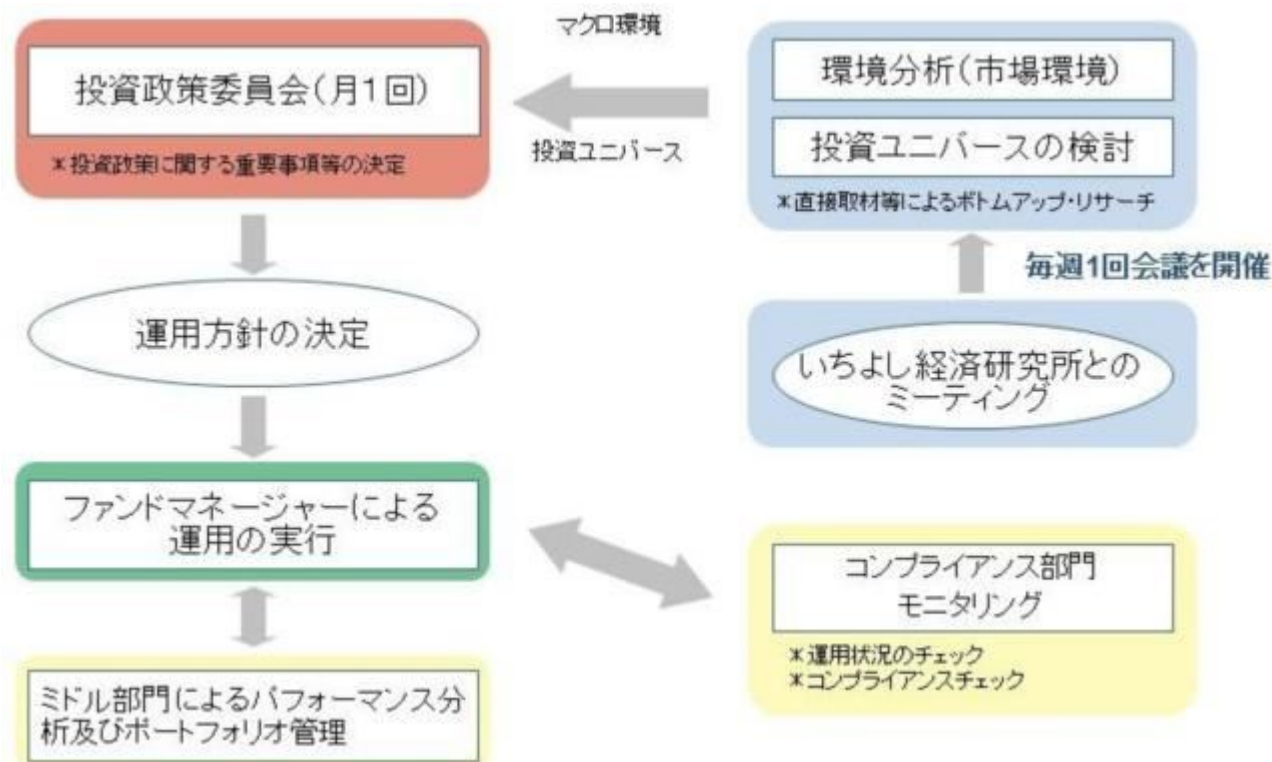 マクロ環境
投資政策委員会(月1回)
*投資政策に関する重要事項等の決定
投資ユニバース
環境分析(市場環境)
投資ユニバースの検討
*直接取材等によるボトムアップ・リサーチ
毎週1回会議を開催
いちよし経済研究所との
ミーティング
運用方針の決定
ファンドマネージャーによる
運用の実行
コンプライアンス部門
モニタリング
*運用状況のチェック
*コンプライアンスチェック
ミドル部門によるパフォーマンス分
析及びポートフォリオ管理